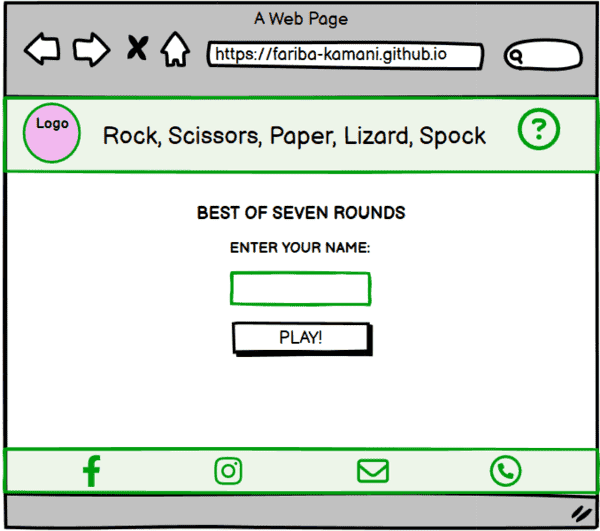 A Web Page
https://fariba-kamani.github.io
Logo
Rock, Scissors, Paper, Lizard, Spock
?
BEST OF SEVEN ROUNDS
ENTER YOUR NAME:
PLAY!